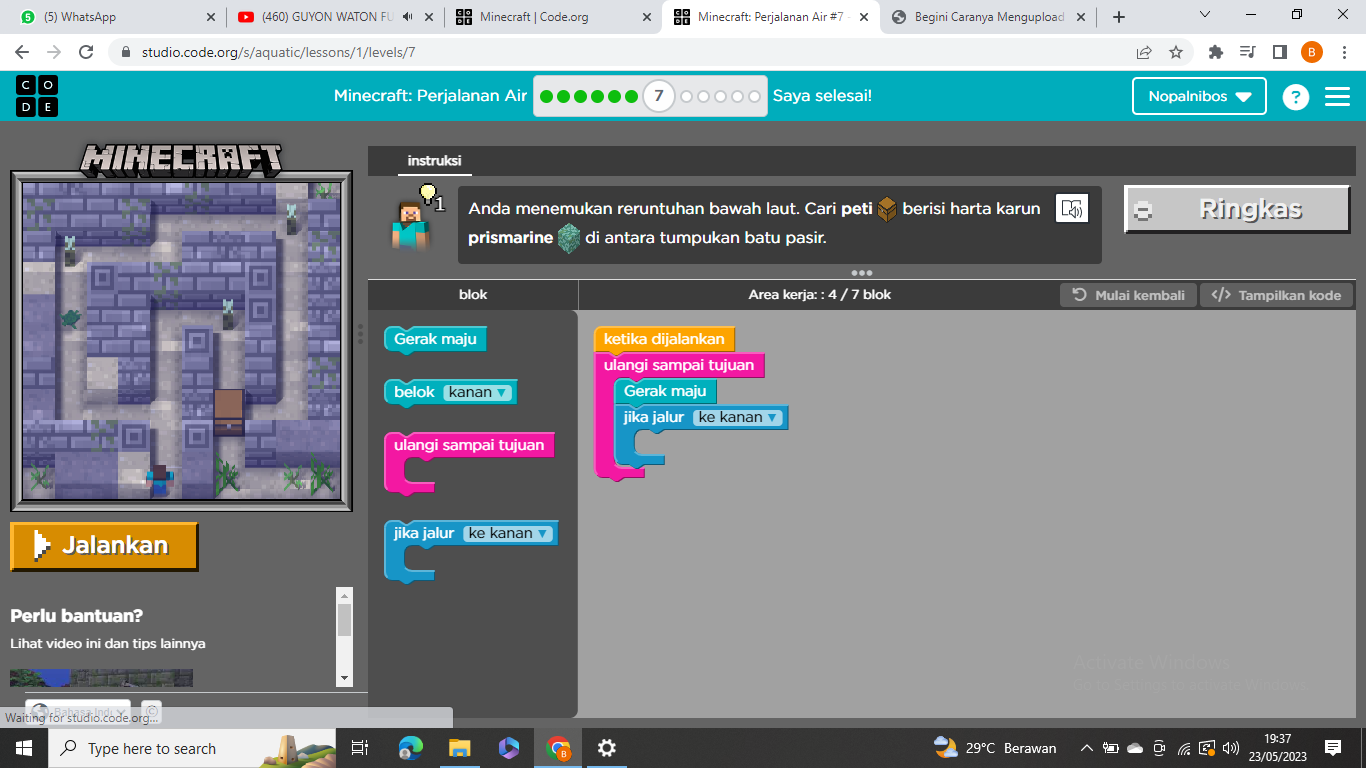 (5) WhatsApp
(460) GUYON WATON FU
Minecraft | Code.org
Minecraft: Perjalanan Air #7
Begini Caranya Mengupload
studio.code.org/s/aquatic/lessons/1/levels/7
B
C O
D E
Minecraft: Perjalanan Air
7
Saya selesai!
Nopalnibos
?
MINECRAFT
instruksi
1
Anda menemukan reruntuhan bawah laut. Cari peti berisi harta karun
prismarine di antara tumpukan batu pasir.
Ringkas
blok
Area kerja: : 4 / 7 blok
Mulai kembali
</> Tampilkan kode
Gerak maju
belok kanan
ulangi sampai tujuan
jika jalur ke kanan
ketika dijalankan
ulangi sampai tujuan
Gerak maju
jika jalur ke kanan
Jalankan
Perlu bantuan?
Lihat video ini dan tips lainnya
Activate Windows
Go to Settings to activate Windows.
Bahasa Ind
Waiting for studio.code.org...
Type here to search
29°C Berawan
19:37
23/05/2023